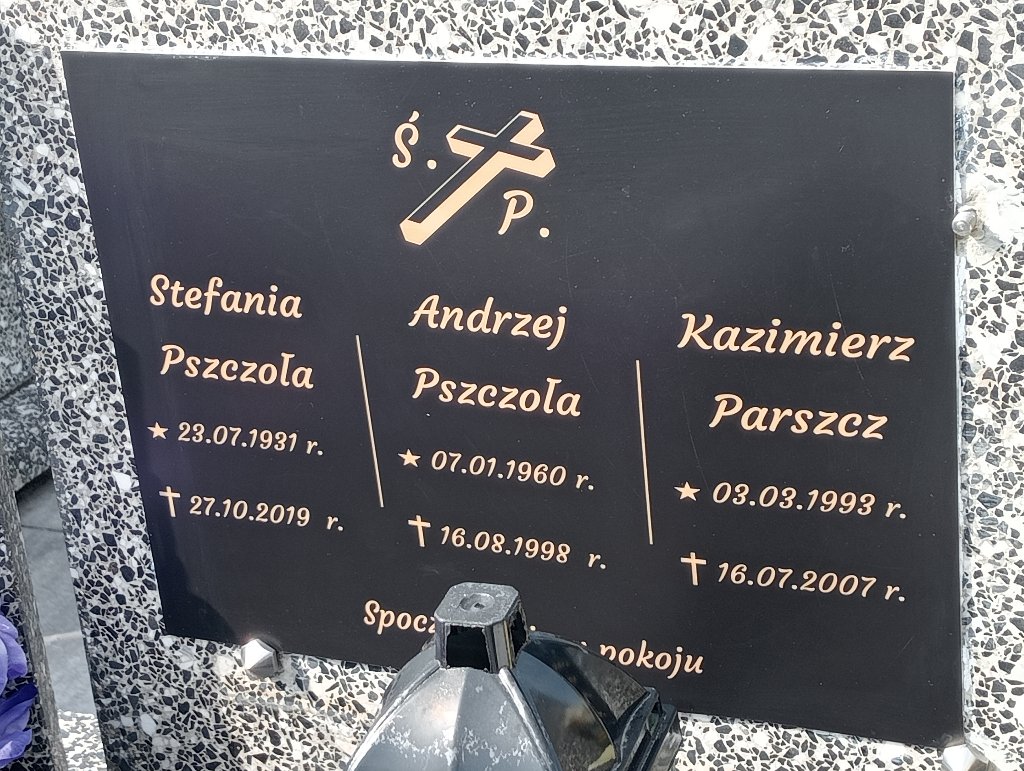 Ś. P.
Stefania
Pszczoła
★ 23.07.1931 r.
✝ 27.10.2019 r.
Andrzej
Pszczoła
★ 07.01.1960 r.
✝ 16.08.1998 r.
Kazimierz
Parszcz
★ 03.03.1993 r.
✝ 16.07.2007 r.
pokoju